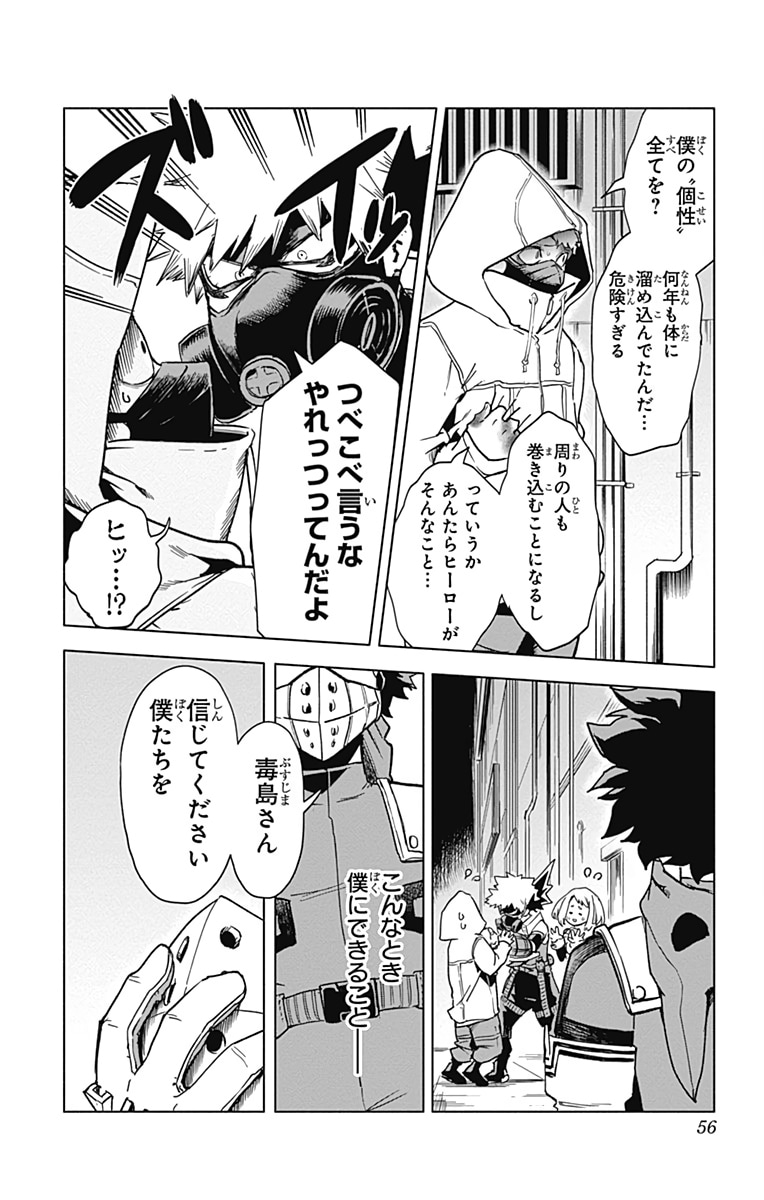 僕の〝個性〟
全てを?
何年も体に
溜め込んでたんだ…
危険すぎる
周りの人も
巻き込むことになるし
っていうか
あんたらヒーローが
そんなこと…
ズズイッ
つべこべ言うな
やれっつってんだよ
ヒッ…!?
こんなとき
僕にできること──
毒島さん
信じてください
僕たちを
56